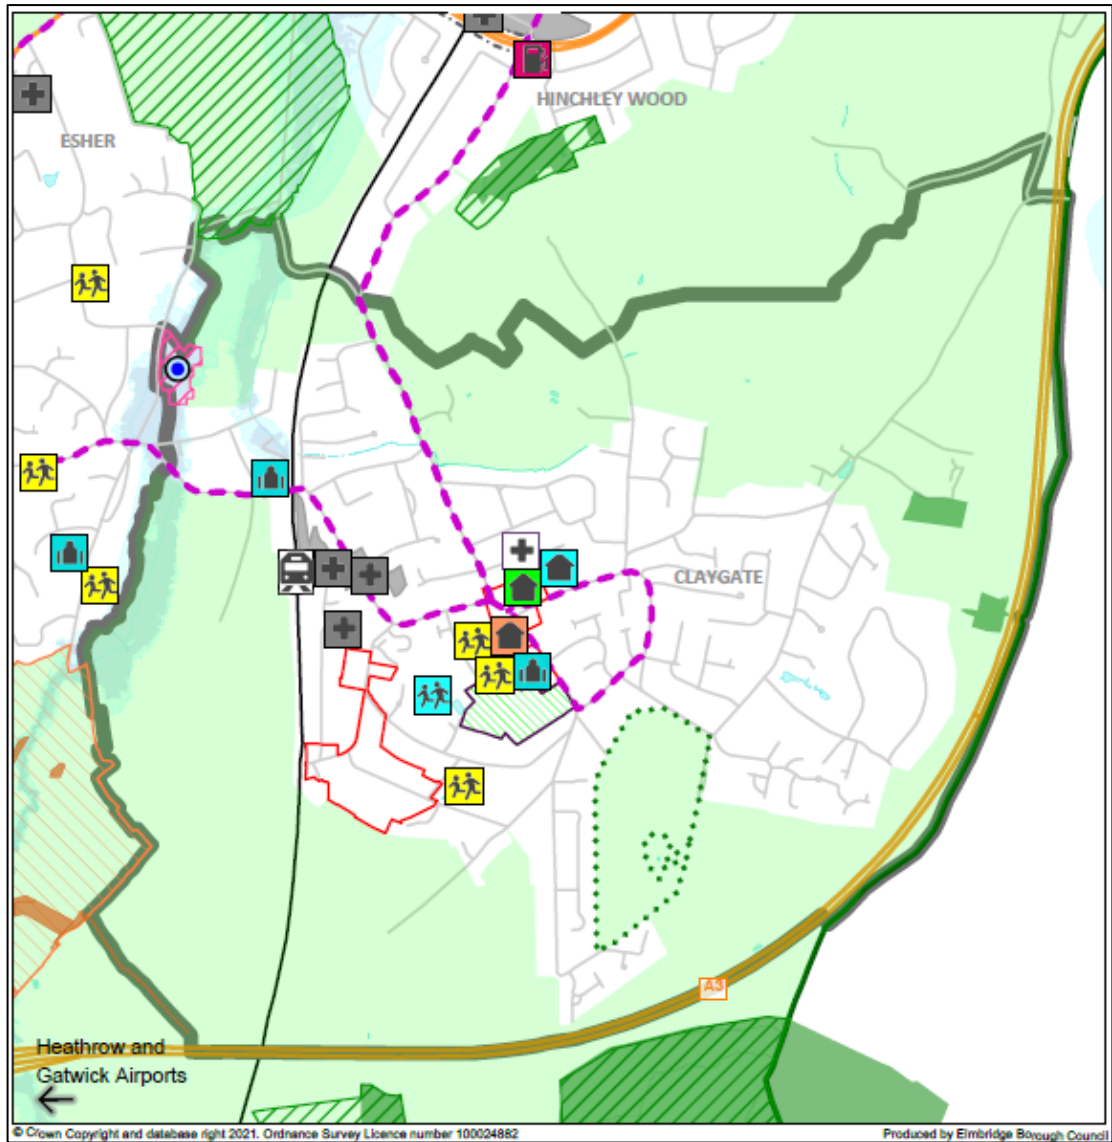 HINCHLEY WOOD
ESHER
CLAYGATE
A3
Heathrow and
Gatwick Airports
© Crown Copyright and database right 2021. Ordnance Survey Licence number 100024882
Produced by Elmbridge Borough Council